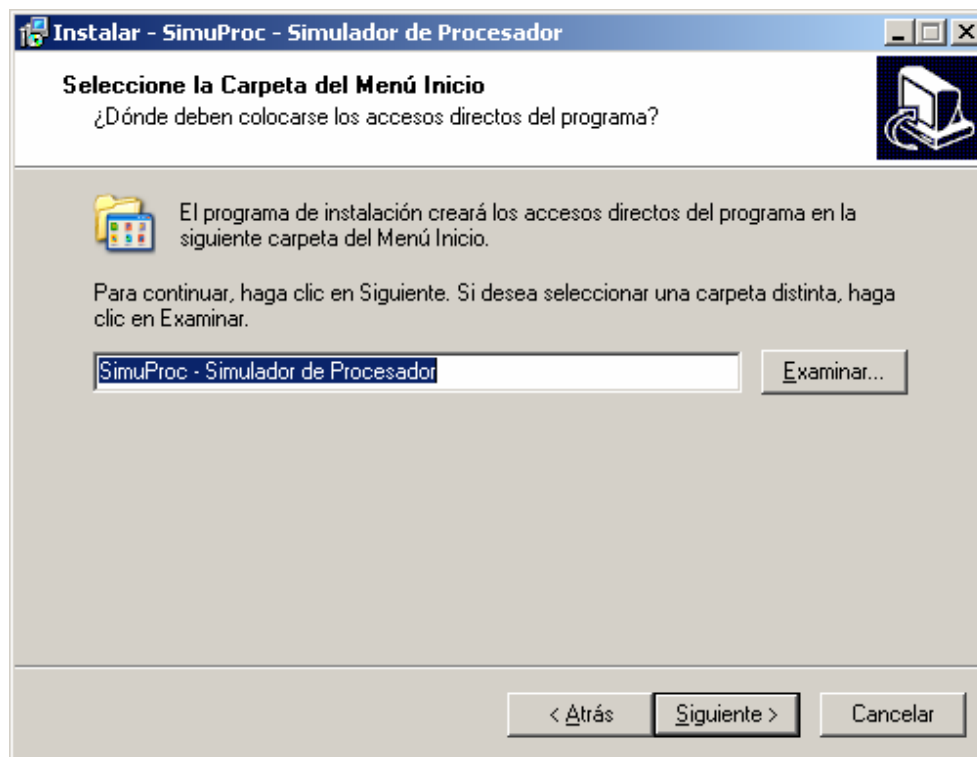 Instalar - SimuProc - Simulador de Procesador
Seleccione la Carpeta del Menú Inicio
¿Dónde deben colocarse los accesos directos del programa?
El programa de instalación creará los accesos directos del programa en la
siguiente carpeta del Menú Inicio.
Para continuar, haga clic en Siguiente. Si desea seleccionar una carpeta distinta, haga
clic en Examinar.
SimuProc - Simulador de Procesador
Examinar...
< Atrás
Siguiente >
Cancelar